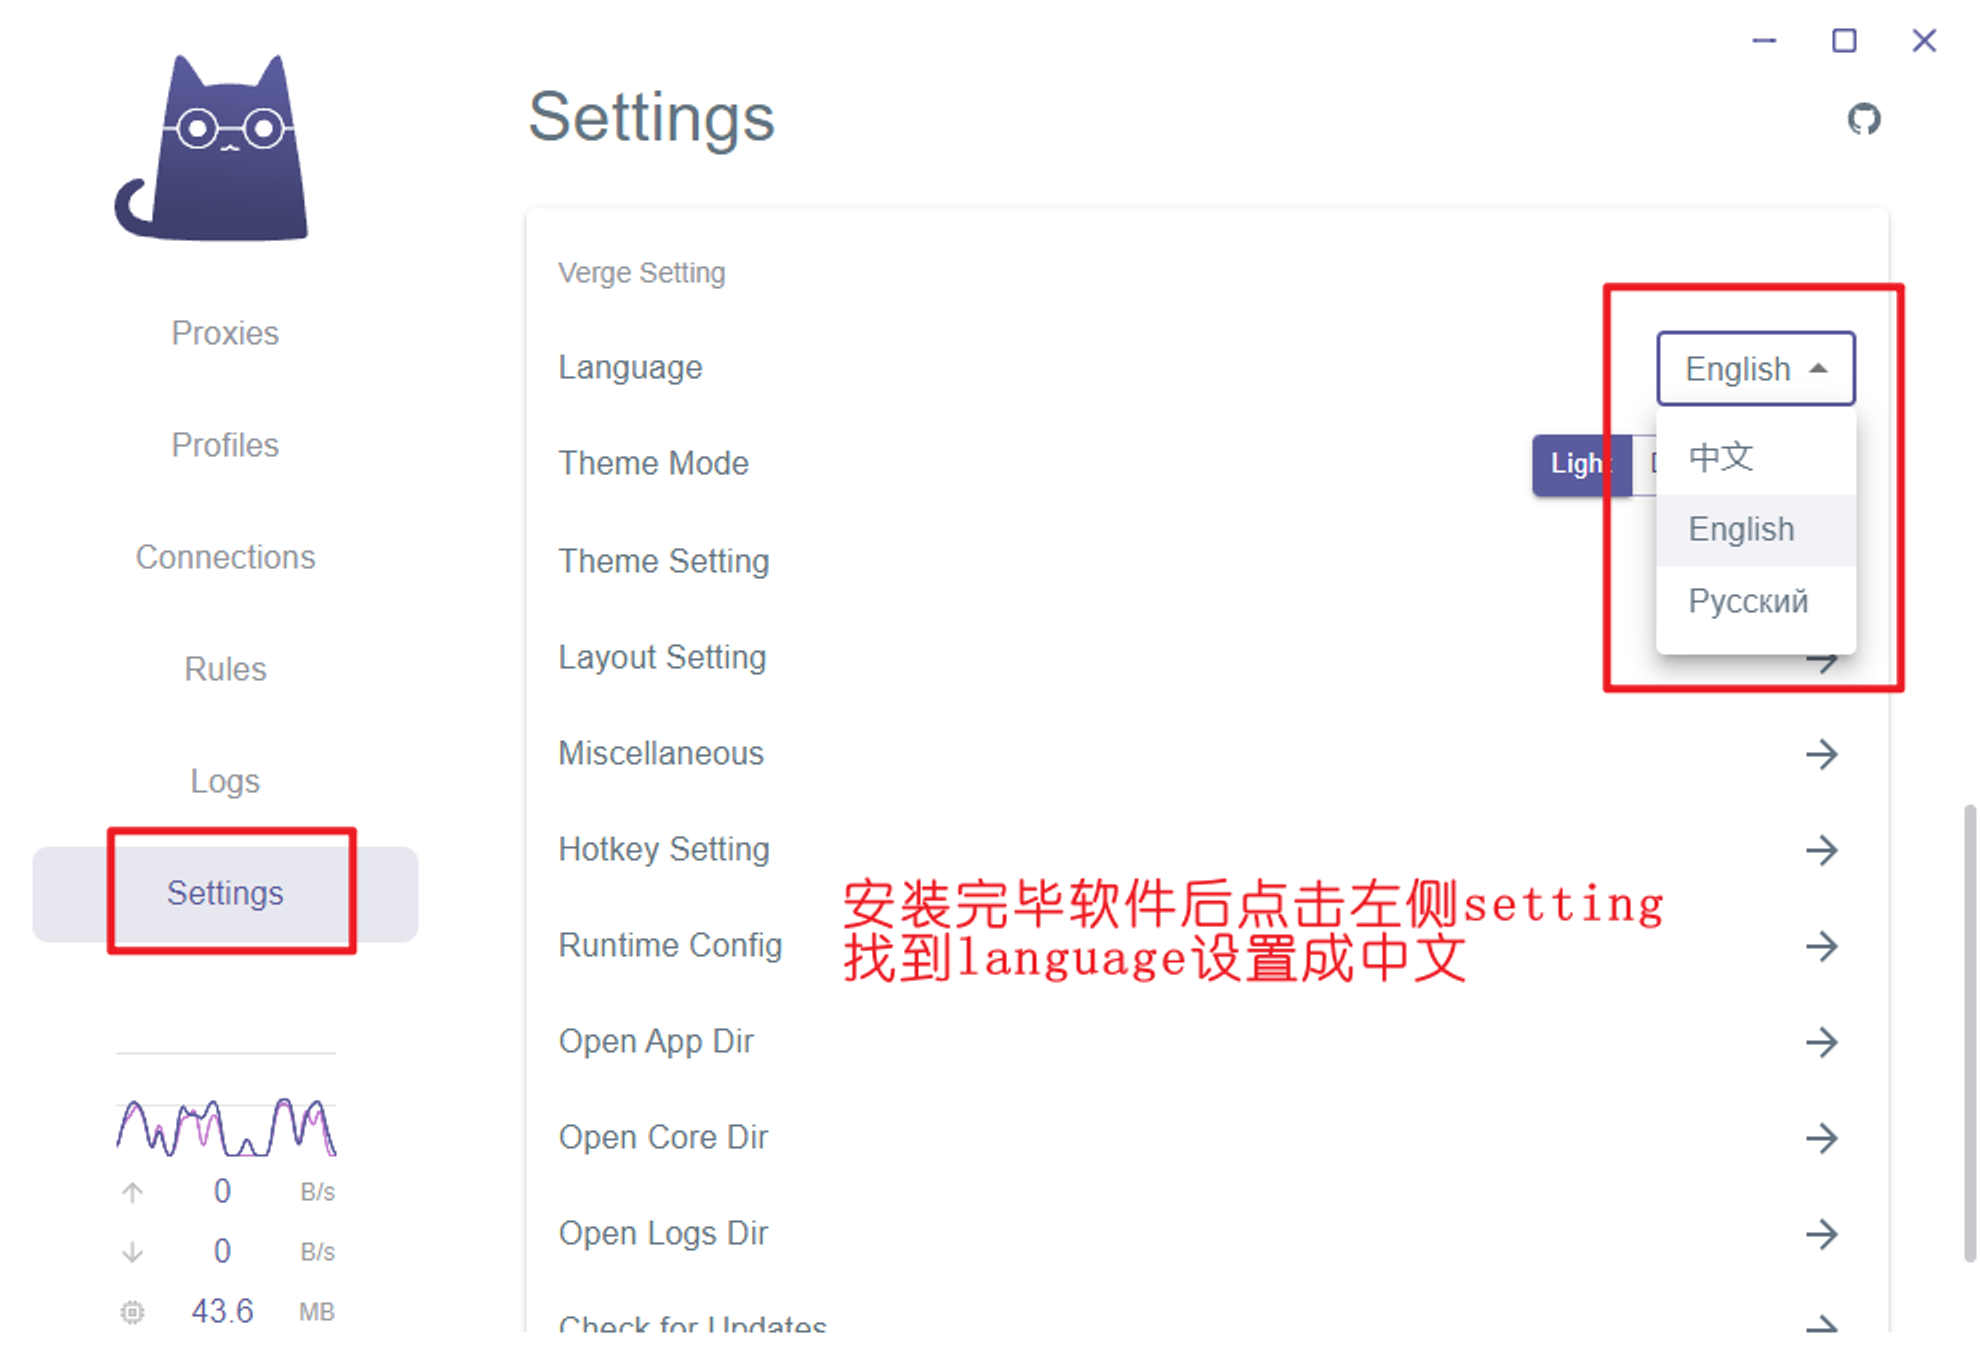 Settings
Proxies
Profiles
Connections
Rules
Logs
Settings
0 B/s
0 B/s
43.6 MB
Verge Setting
Language
English
中文
English
Русский
Theme Mode
Light
Theme Setting
Layout Setting
Miscellaneous
Hotkey Setting
安装完毕软件后点击左侧setting
找到language设置成中文
Runtime Config
Open App Dir
Open Core Dir
Open Logs Dir
Check for Updates